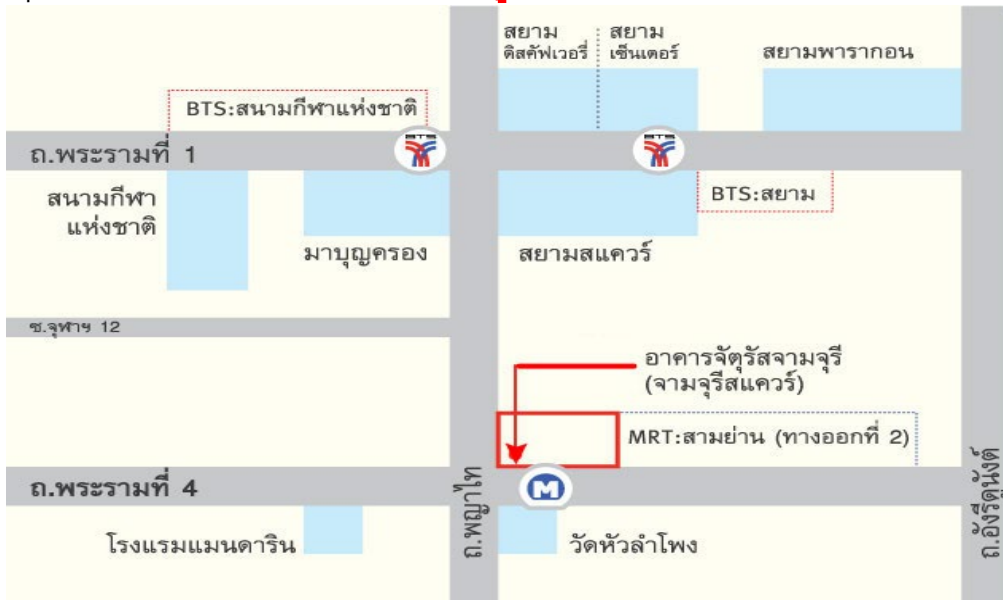 สยาม
ดิสคัฟเวอรี่
สยาม
เซ็นเตอร์
สยามพารากอน
BTS:สนามกีฬาแห่งชาติ
BTS
BTS
ถ.พระรามที่ 1
สนามกีฬา
แห่งชาติ
มาบุญครอง
สยามสแควร์
BTS:สยาม
ซ.จุฬาฯ 12
อาคารจัตุรัสจามจุรี
(จามจุรีสแควร์)
MRT:สามย่าน (ทางออกที่ 2)
ถ.พระรามที่ 4
M
ถ.พญาไท
ถ.อังรีดูนังต์
โรงแรมแมนดาริน
วัดหัวลำโพง